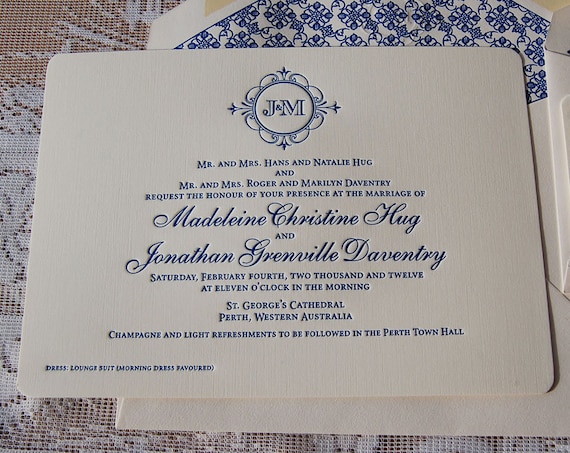 J&M
Mr. and Mrs. Hans and Natalie Hug
and
Mr. and Mrs. Roger and Marilyn Daventry
request the honour of your presence at the marriage of
Madeleine Christine Hug
and
Jonathan Grenville Daventry
Saturday, February fourth, two thousand and twelve
at eleven o'clock in the morning
St. George's Cathedral
Perth, Western Australia
Champagne and light refreshments to be followed in the Perth Town Hall
Dress: Lounge Suit (Morning Dress favoured)